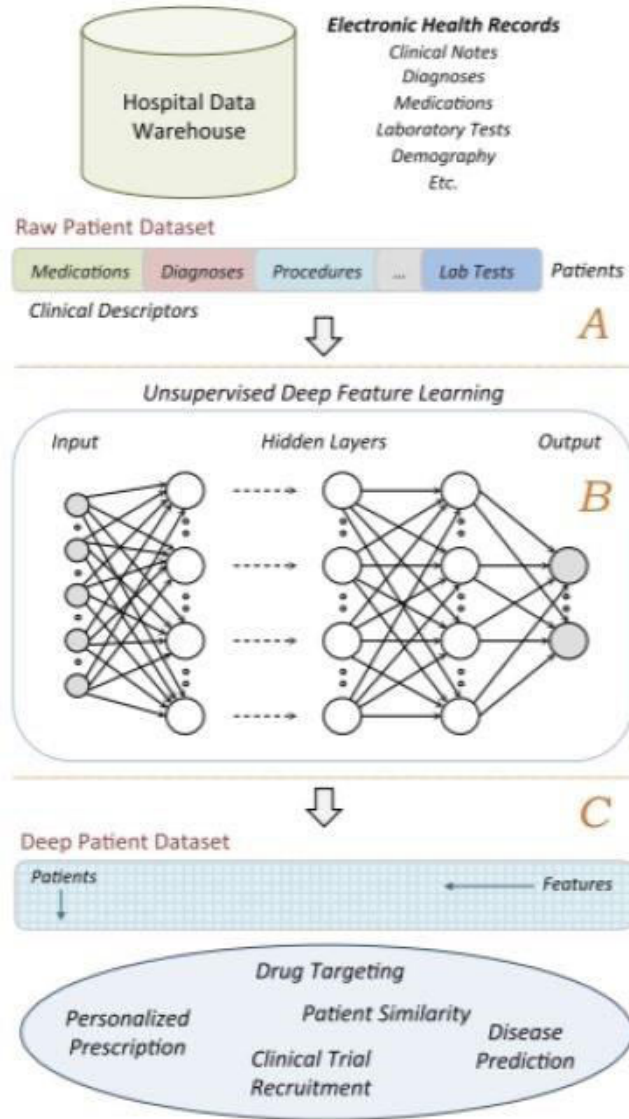 Electronic Health Records
Clinical Notes
Diagnoses
Medications
Laboratory Tests
Demography
Etc.
Hospital Data
Warehouse
Raw Patient Dataset
Medications Diagnoses Procedures ... Lab Tests Patients
Clinical Descriptors
A
Unsupervised Deep Feature Learning
Input Hidden Layers Output
B
C
Deep Patient Dataset
Patients
Features
Drug Targeting
Personalized
Prescription
Patient Similarity
Clinical Trial
Recruitment
Disease
Prediction